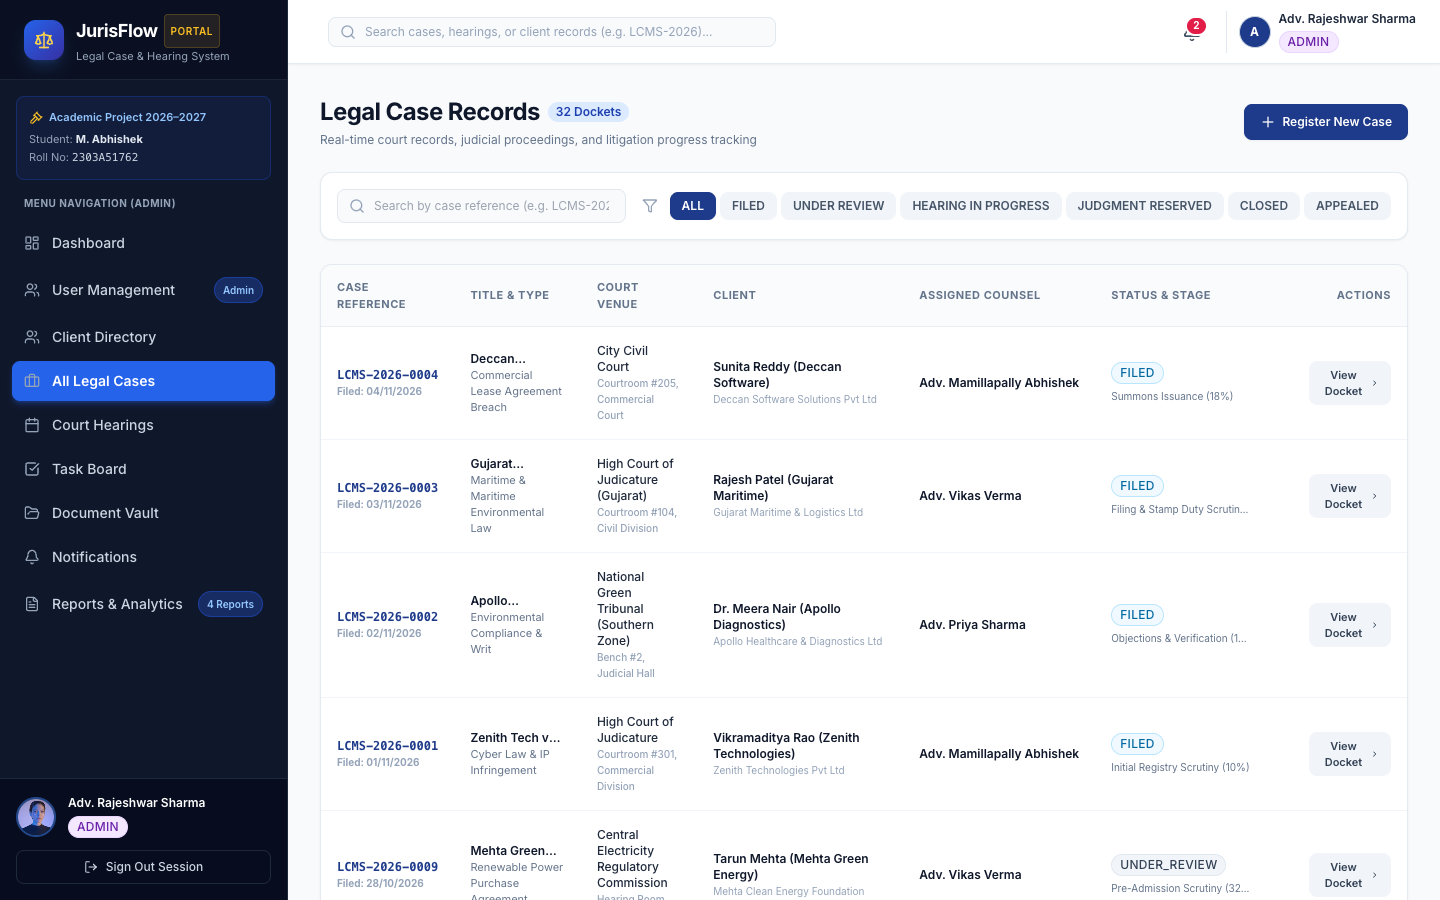 JurisFlow PORTAL
Legal Case & Hearing System
Academic Project 2026–2027
Student: M. Abhishek
Roll No: 2303A51762
MENU NAVIGATION (ADMIN)
Dashboard
User Management Admin
Client Directory
All Legal Cases
Court Hearings
Task Board
Document Vault
Notifications
Reports & Analytics 4 Reports
Adv. Rajeshwar Sharma
ADMIN
Sign Out Session
Search cases, hearings, or client records (e.g. LCMS-2026)...
2
A
Adv. Rajeshwar Sharma
ADMIN
Legal Case Records 32 Dockets
Real-time court records, judicial proceedings, and litigation progress tracking
Register New Case
Search by case reference (e.g. LCMS-202
ALL FILED UNDER REVIEW HEARING IN PROGRESS JUDGMENT RESERVED CLOSED APPEALED
CASE REFERENCE
TITLE & TYPE
COURT VENUE
CLIENT
ASSIGNED COUNSEL
STATUS & STAGE
ACTIONS
LCMS-2026-0004
Filed: 04/11/2026
Deccan...
Commercial
Lease Agreement
Breach
City Civil
Court
Courtroom #205,
Commercial
Court
Sunita Reddy (Deccan
Software)
Deccan Software Solutions Pvt Ltd
Adv. Mamillapally Abhishek
FILED
Summons Issuance (18%)
View
Docket
LCMS-2026-0003
Filed: 03/11/2026
Gujarat...
Maritime &
Maritime
Environmental
Law
High Court of
Judicature
(Gujarat)
Courtroom #104,
Civil Division
Rajesh Patel (Gujarat
Maritime)
Gujarat Maritime & Logistics Ltd
Adv. Vikas Verma
FILED
Filing & Stamp Duty Scrutin...
View
Docket
LCMS-2026-0002
Filed: 02/11/2026
Apollo...
Environmental
Compliance &
Writ
National
Green
Tribunal
(Southern
Zone)
Bench #2,
Judicial Hall
Dr. Meera Nair (Apollo
Diagnostics)
Apollo Healthcare & Diagnostics Ltd
Adv. Priya Sharma
FILED
Objections & Verification (1...
View
Docket
LCMS-2026-0001
Filed: 01/11/2026
Zenith Tech v...
Cyber Law & IP
Infringement
High Court of
Judicature
Courtroom #301,
Commercial
Division
Vikramaditya Rao (Zenith
Technologies)
Zenith Technologies Pvt Ltd
Adv. Mamillapally Abhishek
FILED
Initial Registry Scrutiny (10%)
View
Docket
LCMS-2026-0009
Filed: 28/10/2026
Mehta Green...
Renewable Power
Purchase
Agreement
Central
Electricity
Regulatory
Commission
Hearing Room
Tarun Mehta (Mehta Green
Energy)
Mehta Clean Energy Foundation
Adv. Vikas Verma
UNDER_REVIEW
Pre-Admission Scrutiny (32...
View
Docket